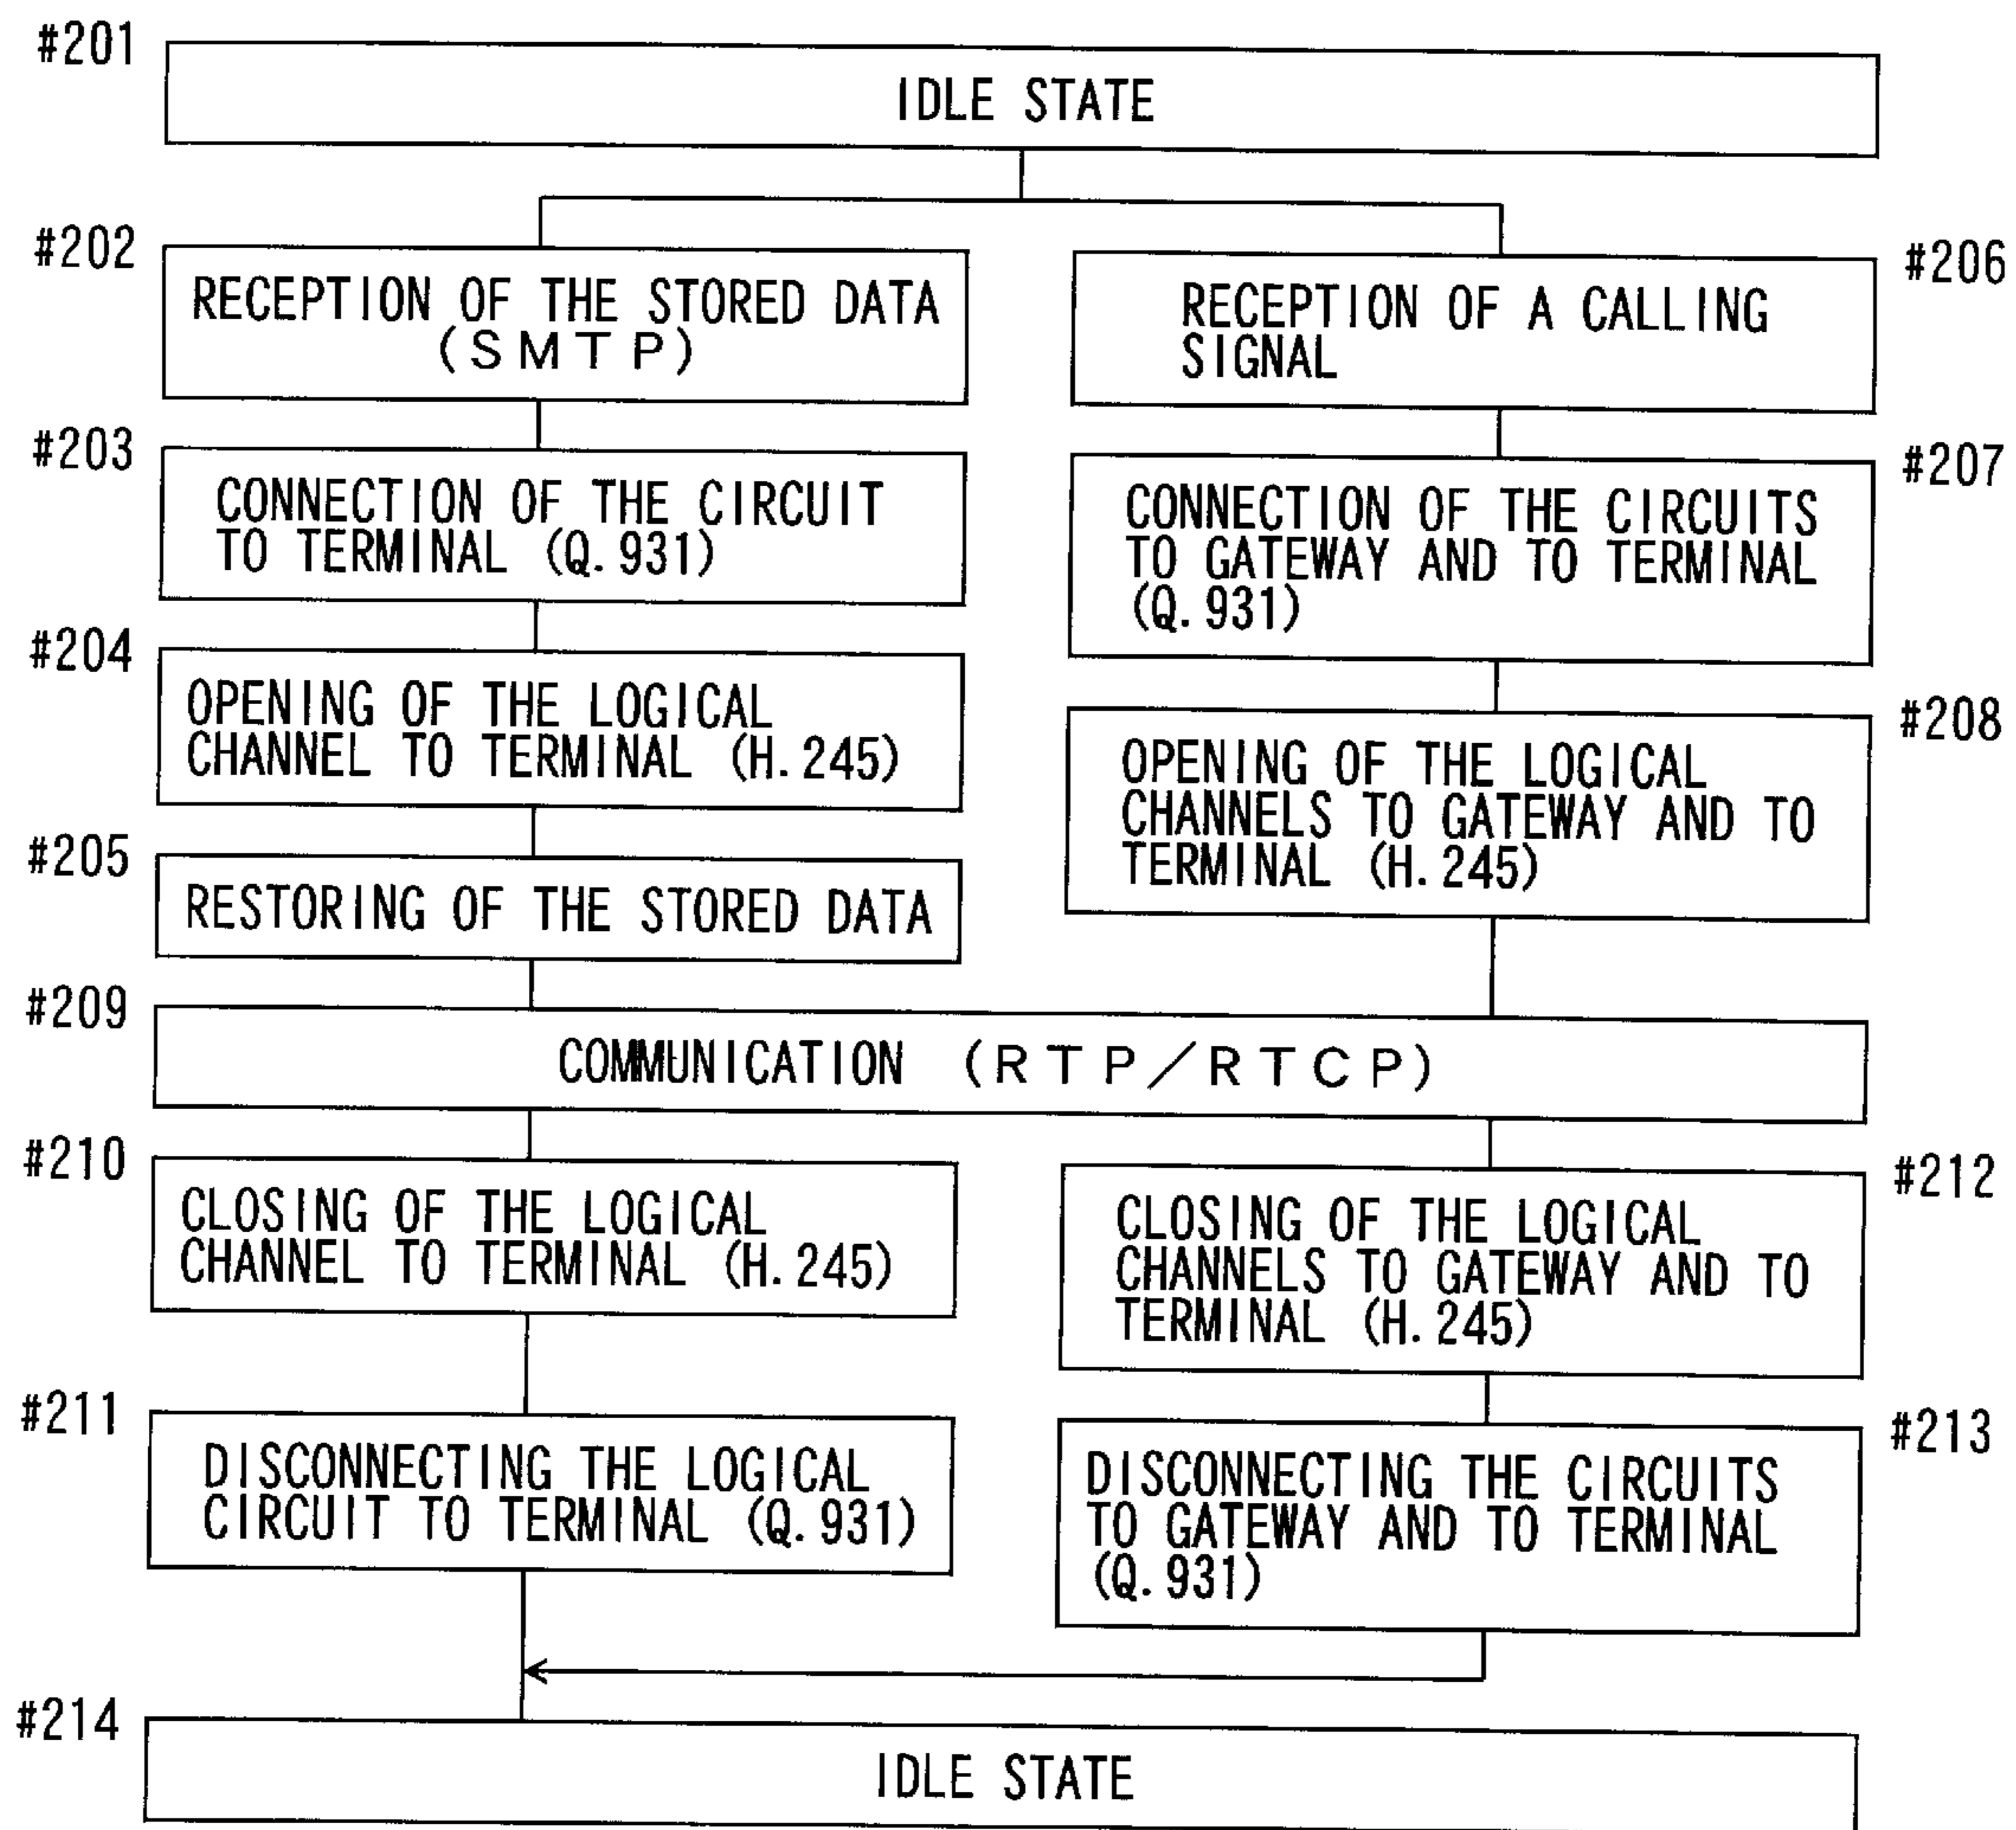 #201
IDLE STATE
#202
RECEPTION OF THE STORED DATA
(SMTP)
#203
CONNECTION OF THE CIRCUIT
TO TERMINAL (Q.931)
#204
OPENING OF THE LOGICAL
CHANNEL TO TERMINAL (H.245)
#205
RESTORING OF THE STORED DATA
#206
RECEPTION OF A CALLING
SIGNAL
#207
CONNECTION OF THE CIRCUITS
TO GATEWAY AND TO TERMINAL
(Q.931)
#208
OPENING OF THE LOGICAL
CHANNELS TO GATEWAY AND TO
TERMINAL (H.245)
#209
COMMUNICATION (RTP/RTCP)
#210
CLOSING OF THE LOGICAL
CHANNEL TO TERMINAL (H.245)
#211
DISCONNECTING THE LOGICAL
CIRCUIT TO TERMINAL (Q.931)
#212
CLOSING OF THE LOGICAL
CHANNELS TO GATEWAY AND TO
TERMINAL (H.245)
#213
DISCONNECTING THE CIRCUITS
TO GATEWAY AND TO TERMINAL
(Q.931)
#214
IDLE STATE